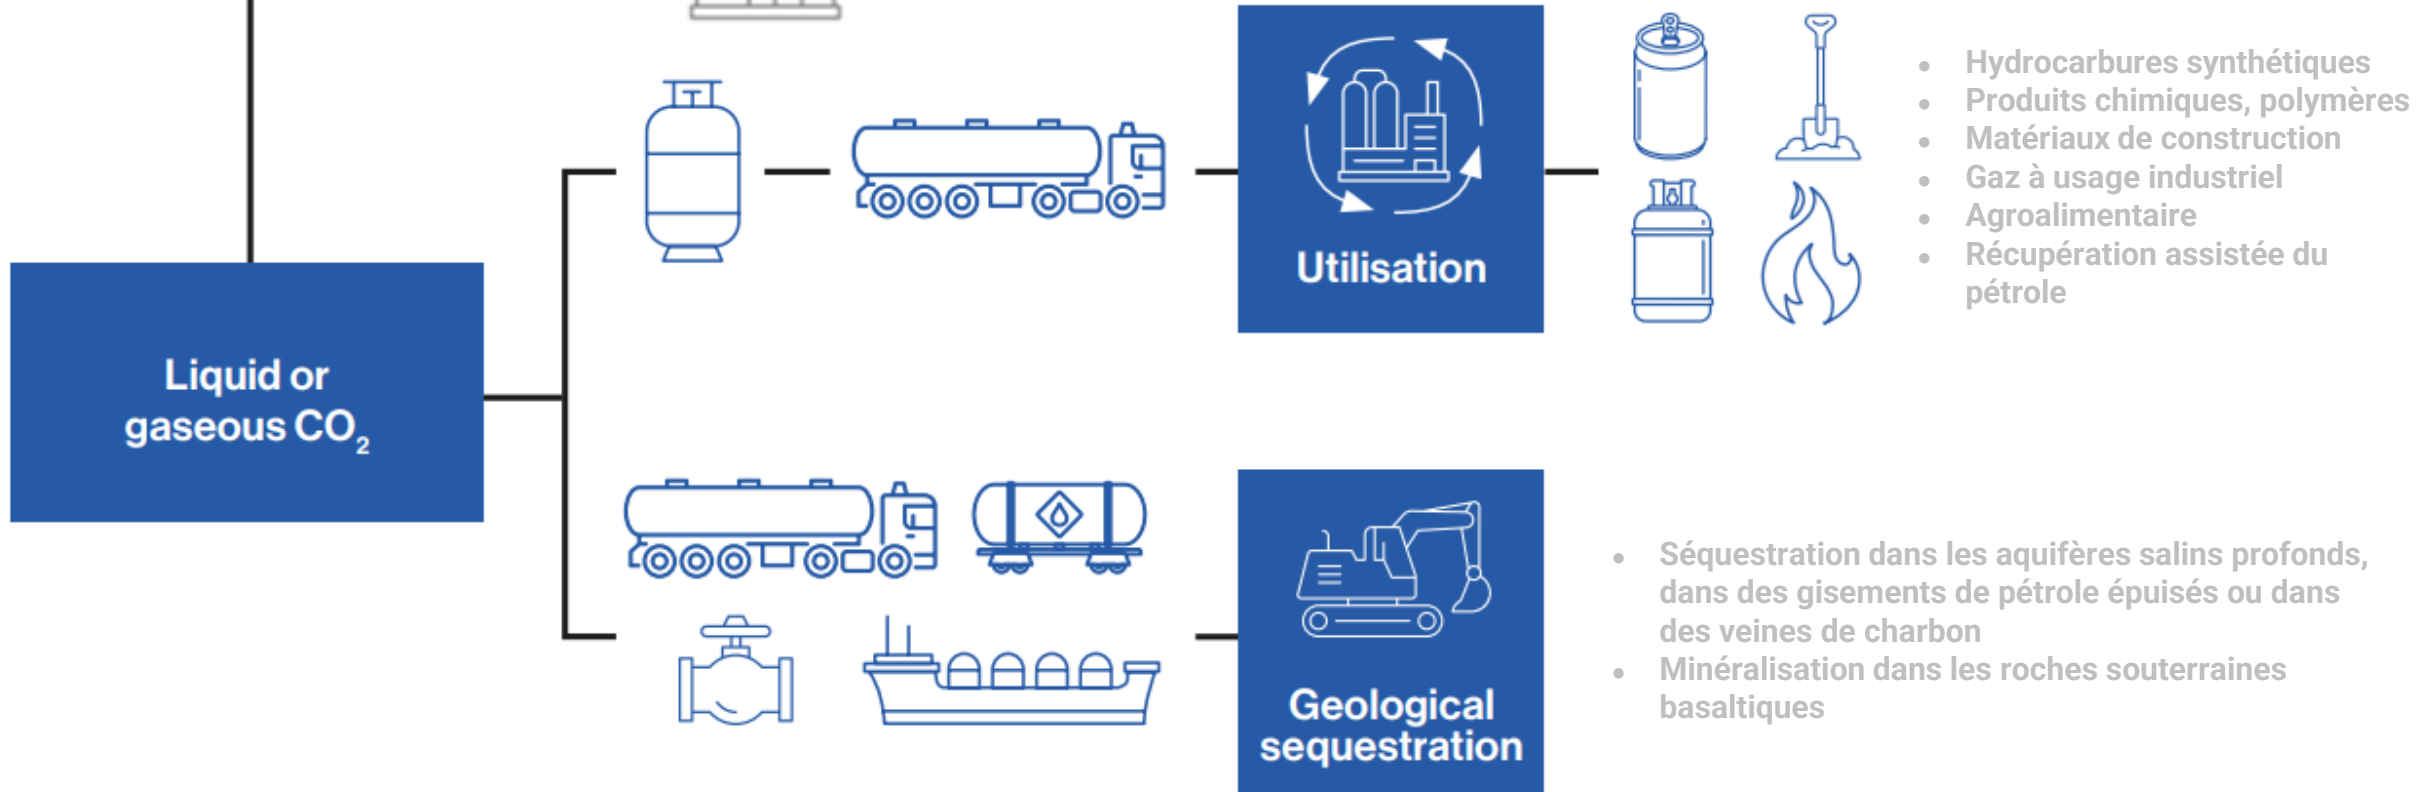 Hydrocarbures synthétiques
Produits chimiques, polymères
Matériaux de construction
Gaz à usage industriel
Agroalimentaire
Récupération assistée du
pétrole
Utilisation
Liquid or
gaseous CO₂
Séquestration dans les aquifères salins profonds,
dans des gisements de pétrole épuisés ou dans
des veines de charbon
Minéralisation dans les roches souterraines
basaltiques
Geological
sequestration